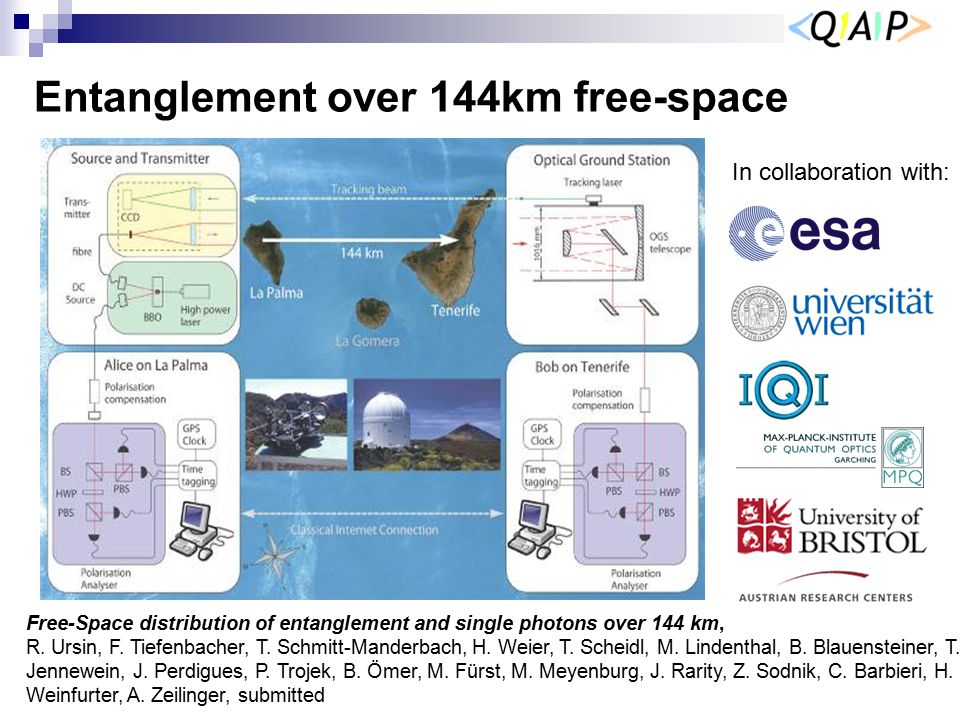 <QIAIP>
Entanglement over 144km free-space
In collaboration with:
Source and Transmitter
Trans-
mitter
CCD
fibre
DC
Source
BBO
High power
laser
Tracking beam
144 km
La Palma
Tenerife
La Gomera
Optical Ground Station
Tracking laser
1016 mm
OGS
telescope
Alice on La Palma
Polarisation
compensation
GPS
Clock
Time
tagging
BS
HWP
PBS
PBS
Polarisation
Analyser
Classical Internet Connection
Bob on Tenerife
Polarisation
compensation
GPS
Clock
Time
tagging
BS
HWP
PBS
PBS
Polarisation
Analyser
esa
universität
wien
IQI
MAX-PLANCK-INSTITUTE
OF QUANTUM OPTICS
GARCHING
MPQ
University of
BRISTOL
AUSTRIAN RESEARCH CENTERS
Free-Space distribution of entanglement and single photons over 144 km,
R. Ursin, F. Tiefenbacher, T. Schmitt-Manderbach, H. Weier, T. Scheidl, M. Lindenthal, B. Blauensteiner, T.
Jennewein, J. Perdigues, P. Trojek, B. Ömer, M. Fürst, M. Meyenburg, J. Rarity, Z. Sodnik, C. Barbieri, H.
Weinfurter, A. Zeilinger, submitted